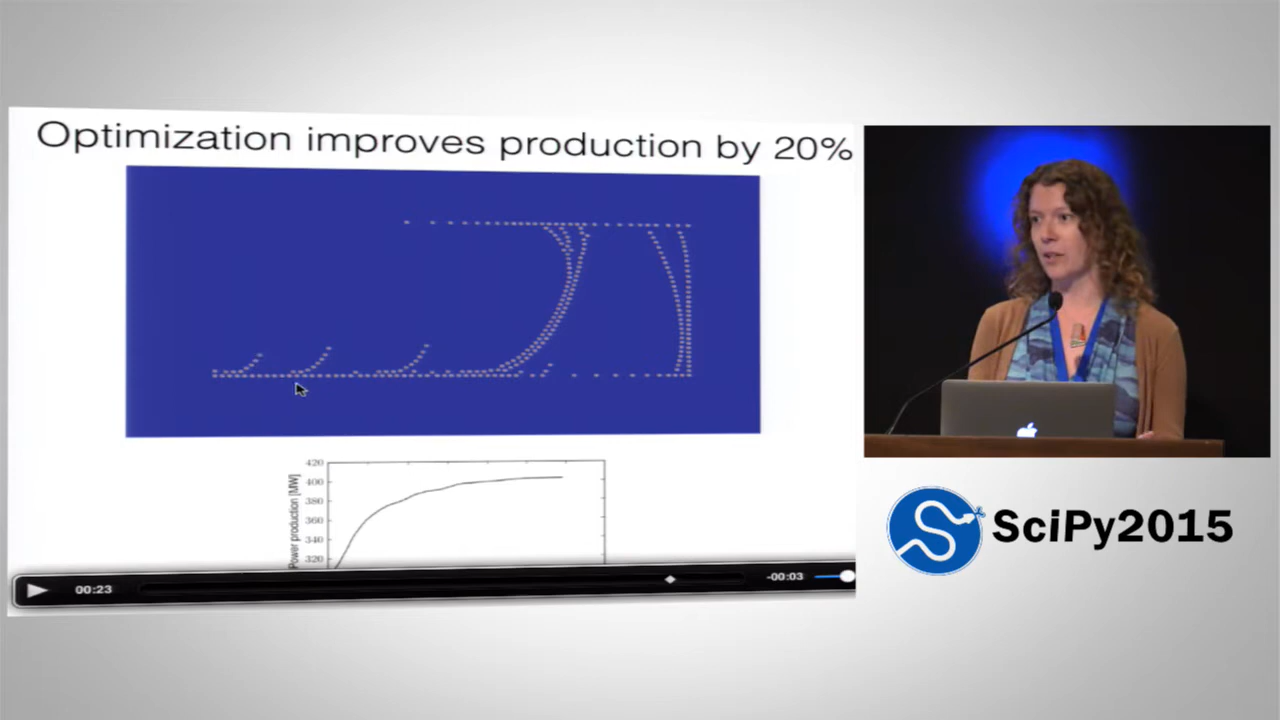 Optimization improves production by 20%
420
400
380
360
340
320
Power production [MW]
00:23
-00:03
SciPy2015